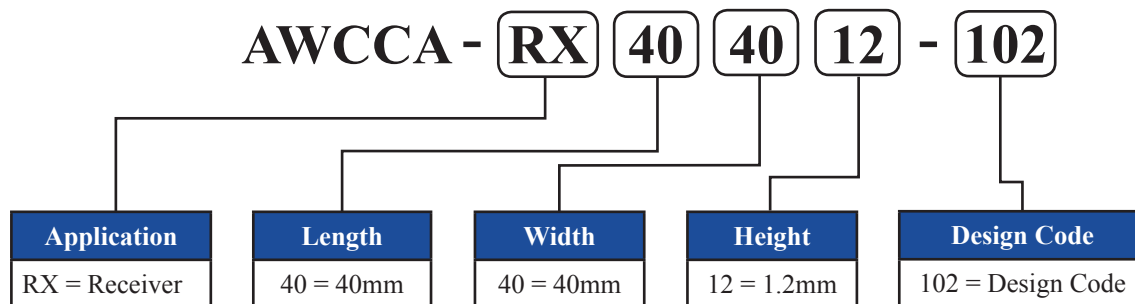 AWCCA - RX 40 40 12 - 102
Application Length Width Height Design Code
RX = Receiver 40 = 40mm 40 = 40mm 12 = 1.2mm 102 = Design Code